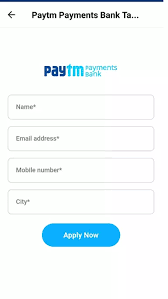 Paytm Payments Bank Ta...
paytm payments
bank
Name*
Email address*
Mobile number*
City*
Apply Now